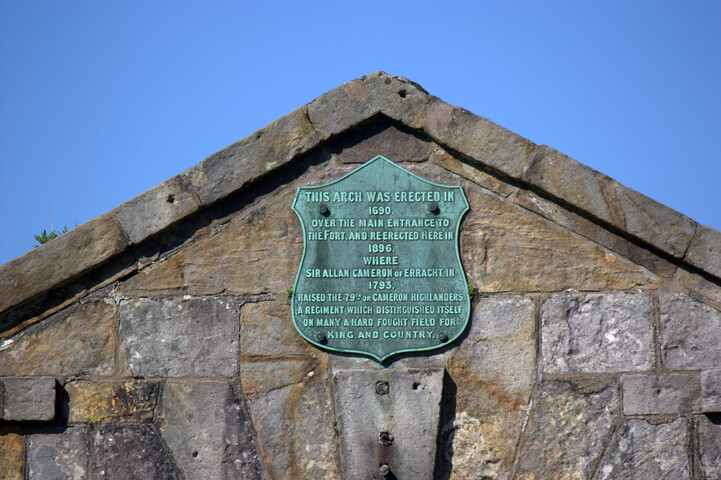 THIS ARCH WAS ERECTED IN
1690,
OVER THE MAIN ENTRANCE TO
THE FORT, AND RE ERECTED HERE IN
1896,
WHERE
SIR ALLAN CAMERON OF ERRACHT, IN
1793,
RAISED THE 79TH OR CAMERON HIGHLANDERS,
A REGIMENT WHICH DISTINGUISHED ITSELF
ON MANY A HARD FOUGHT FIELD FOR
KING AND COUNTRY.